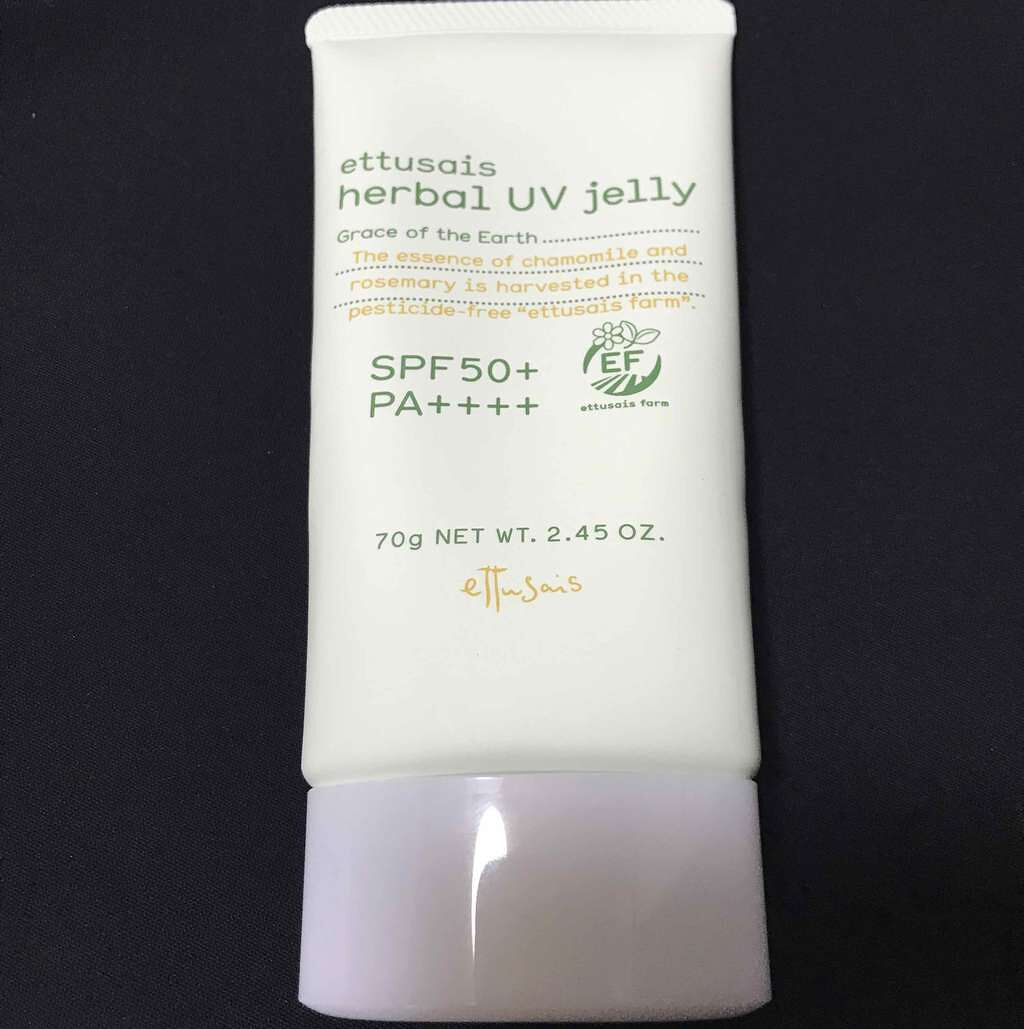 ettusais
herbal UV jelly
Grace of the Earth
The essence of chamomile and
rosemary is harvested in the
pesticide-free “ettusais farm”.
SPF50+
PA++++
EF
ettusais farm
70g NET WT. 2.45 OZ.
ettusais